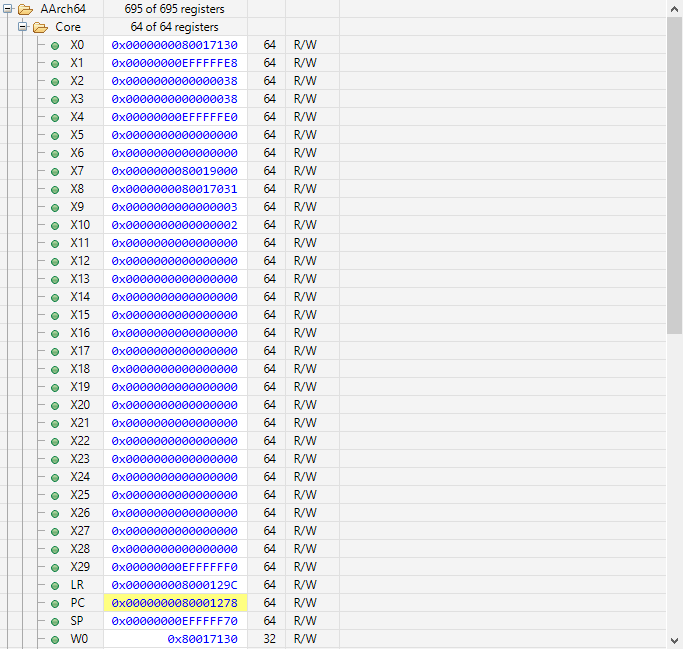 AArch64 695 of 695 registers
Core 64 of 64 registers
X0 0x0000000080017130 64 R/W
X1 0x00000000EFFFFFE8 64 R/W
X2 0x0000000000000038 64 R/W
X3 0x0000000000000038 64 R/W
X4 0x00000000EFFFFFE0 64 R/W
X5 0x0000000000000000 64 R/W
X6 0x0000000000000000 64 R/W
X7 0x0000000080019000 64 R/W
X8 0x0000000080017031 64 R/W
X9 0x0000000000000003 64 R/W
X10 0x0000000000000002 64 R/W
X11 0x0000000000000000 64 R/W
X12 0x0000000000000000 64 R/W
X13 0x0000000000000000 64 R/W
X14 0x0000000000000000 64 R/W
X15 0x0000000000000000 64 R/W
X16 0x0000000000000000 64 R/W
X17 0x0000000000000000 64 R/W
X18 0x0000000000000000 64 R/W
X19 0x0000000000000000 64 R/W
X20 0x0000000000000000 64 R/W
X21 0x0000000000000000 64 R/W
X22 0x0000000000000000 64 R/W
X23 0x0000000000000000 64 R/W
X24 0x0000000000000000 64 R/W
X25 0x0000000000000000 64 R/W
X26 0x0000000000000000 64 R/W
X27 0x0000000000000000 64 R/W
X28 0x0000000000000000 64 R/W
X29 0x00000000EFFFFFF0 64 R/W
LR 0x000000008000129C 64 R/W
PC 0x0000000080001278 64 R/W
SP 0x00000000EFFFFF70 64 R/W
W0 0x80017130 32 R/W